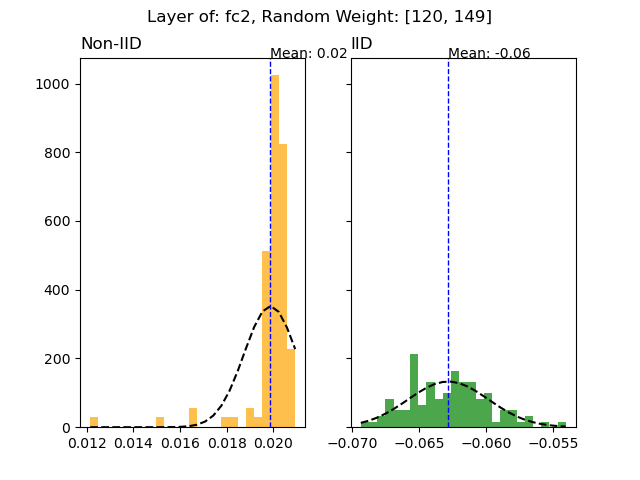 Layer of: fc2, Random Weight: [120, 149]
Non-IID
Mean: 0.02
IID
Mean: -0.06
1000
800
600
400
200
0
0.012 0.014 0.016 0.018 0.020
−0.070 −0.065 −0.060 −0.055